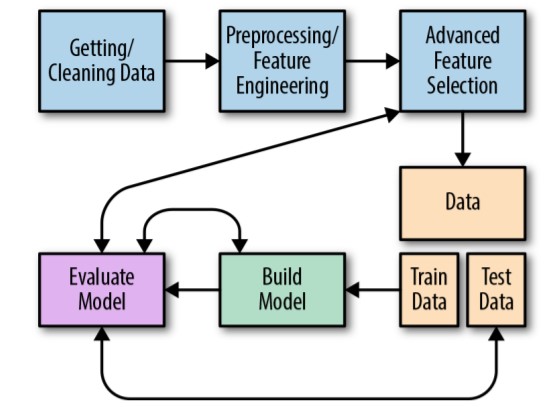 Getting/
Cleaning Data
Preprocessing/
Feature
Engineering
Advanced
Feature
Selection
Data
Evaluate
Model
Build
Model
Train
Data
Test
Data